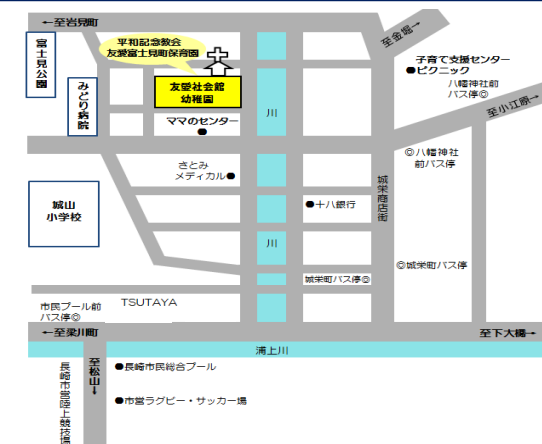 ←至岩見町
至金堀→
富士見公園
平和記念教会
友愛富士見町保育園
子育て支援センター
●ピクニック
八幡神社前
バス停◎
みどり病院
友愛社会館
幼稚園
川
至小江原→
ママのセンター
●
◎八幡神社
前バス停
さとみ
メディカル●
城栄商店街
城山
小学校
●十八銀行
川
◎城栄町バス停
城栄町バス停◎
市民プール前
バス停◎
TSUTAYA
←至梁川町
至下大橋→
浦上川
至松山↓
長崎市営陸上競技場
●長崎市民総合プール
●市営ラグビー・サッカー場